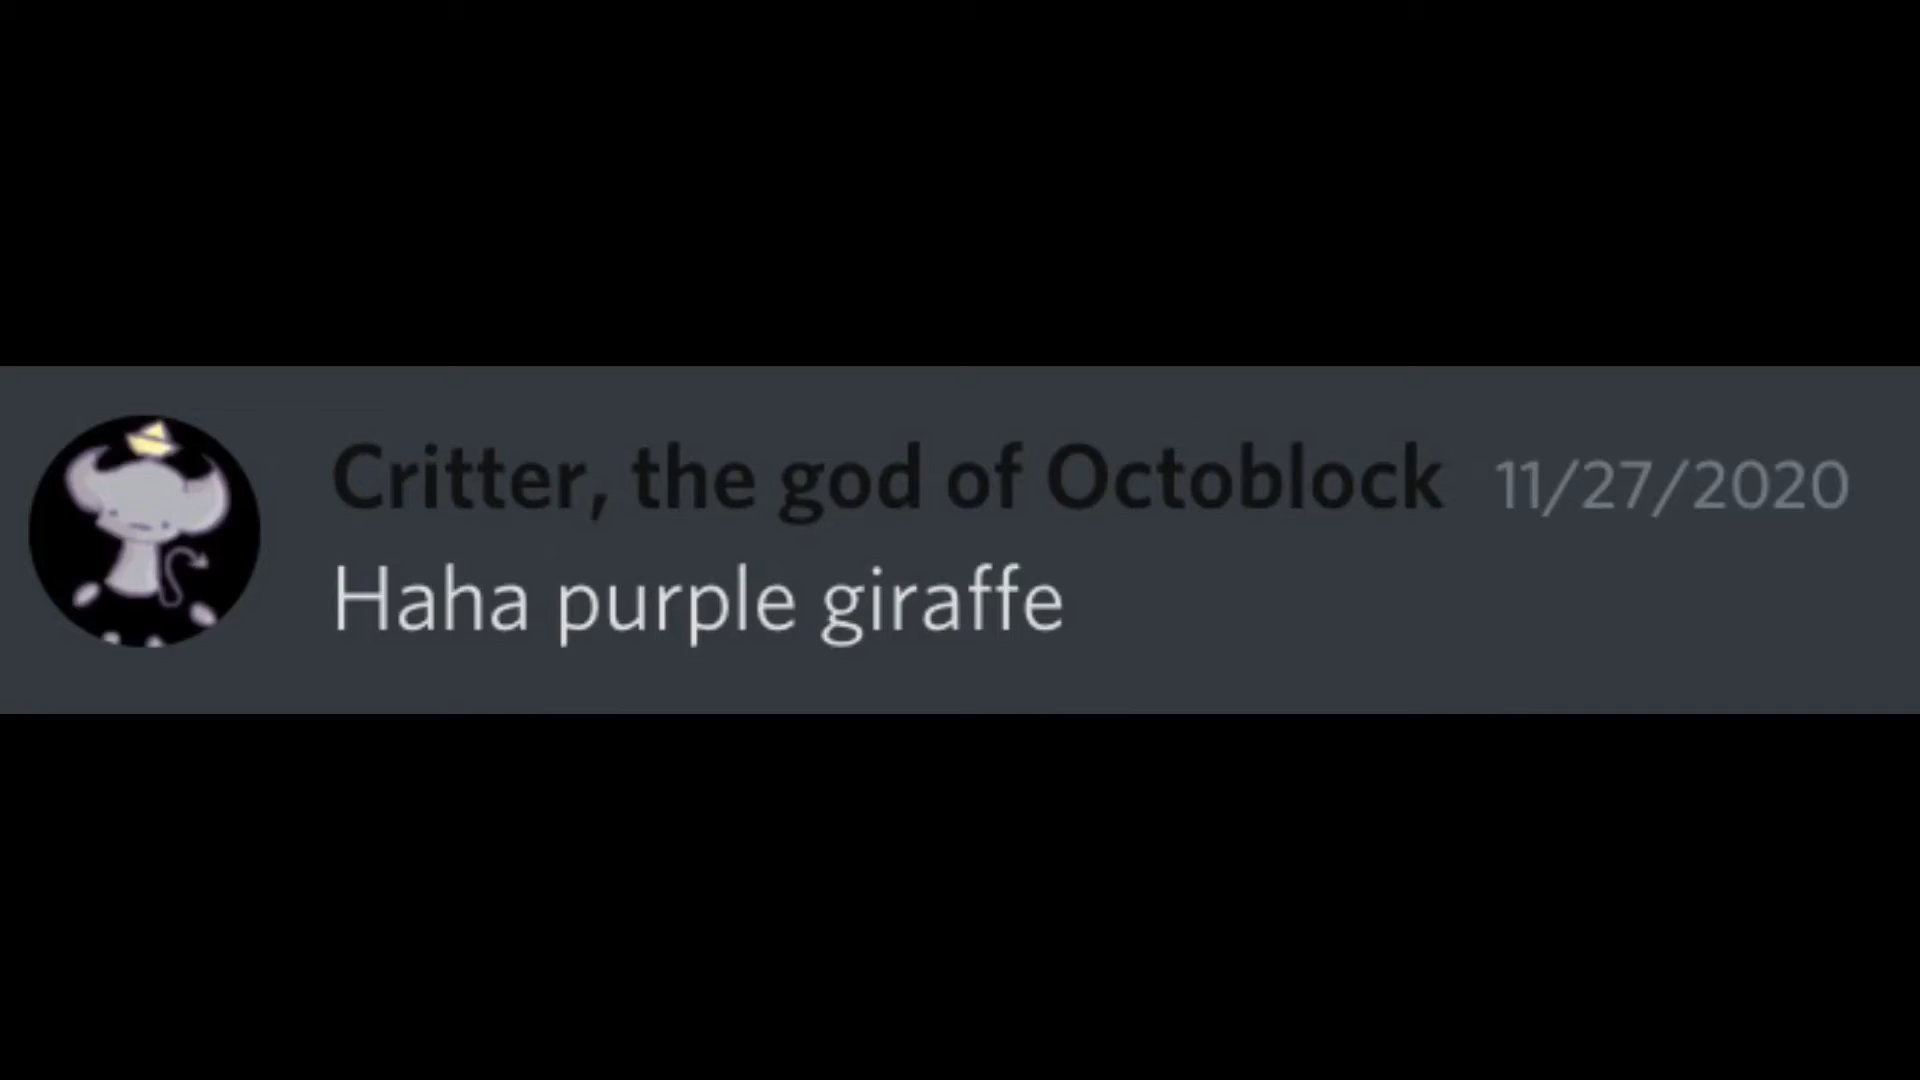 Critter, the god of Octoblock 11/27/2020
Haha purple giraffe